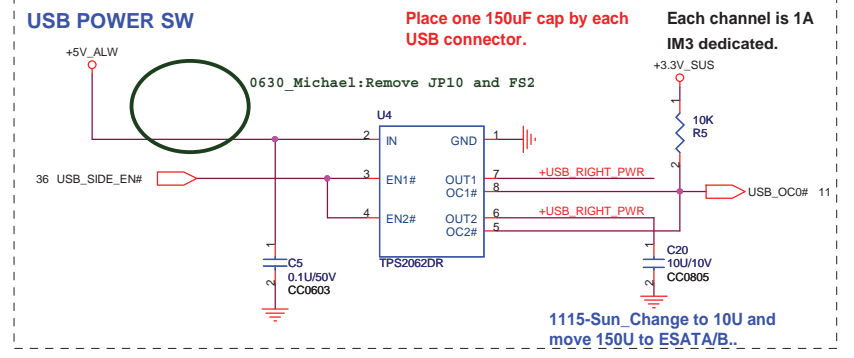 USB POWER SW
Place one 150uF cap by each
USB connector.
Each channel is 1A
IM3 dedicated.
+5V_ALW
+3.3V_SUS
0630_Michael:Remove JP10 and FS2
U4
1
10K
R5
2
2 IN GND 1
36 USB_SIDE_EN#
3 EN1# OUT1 7 +USB_RIGHT_PWR
OC1# 8
USB_OC0# 11
4 EN2# OUT2 6 +USB_RIGHT_PWR
OC2# 5
TPS2062DR
1
C5
0.1U/50V
CC0603
2
1
C20
10U/10V
CC0805
2
1115-Sun_Change to 10U and
move 150U to ESATA/B..